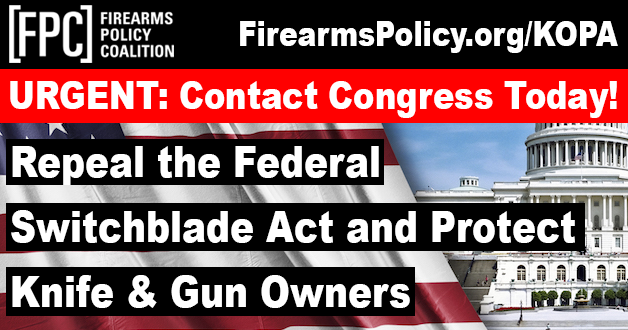 [FPC] FIREARMS
POLICY
COALITION
FirearmsPolicy.org/KOPA
URGENT: Contact Congress Today!
Repeal the Federal
Switchblade Act and Protect
Knife & Gun Owners